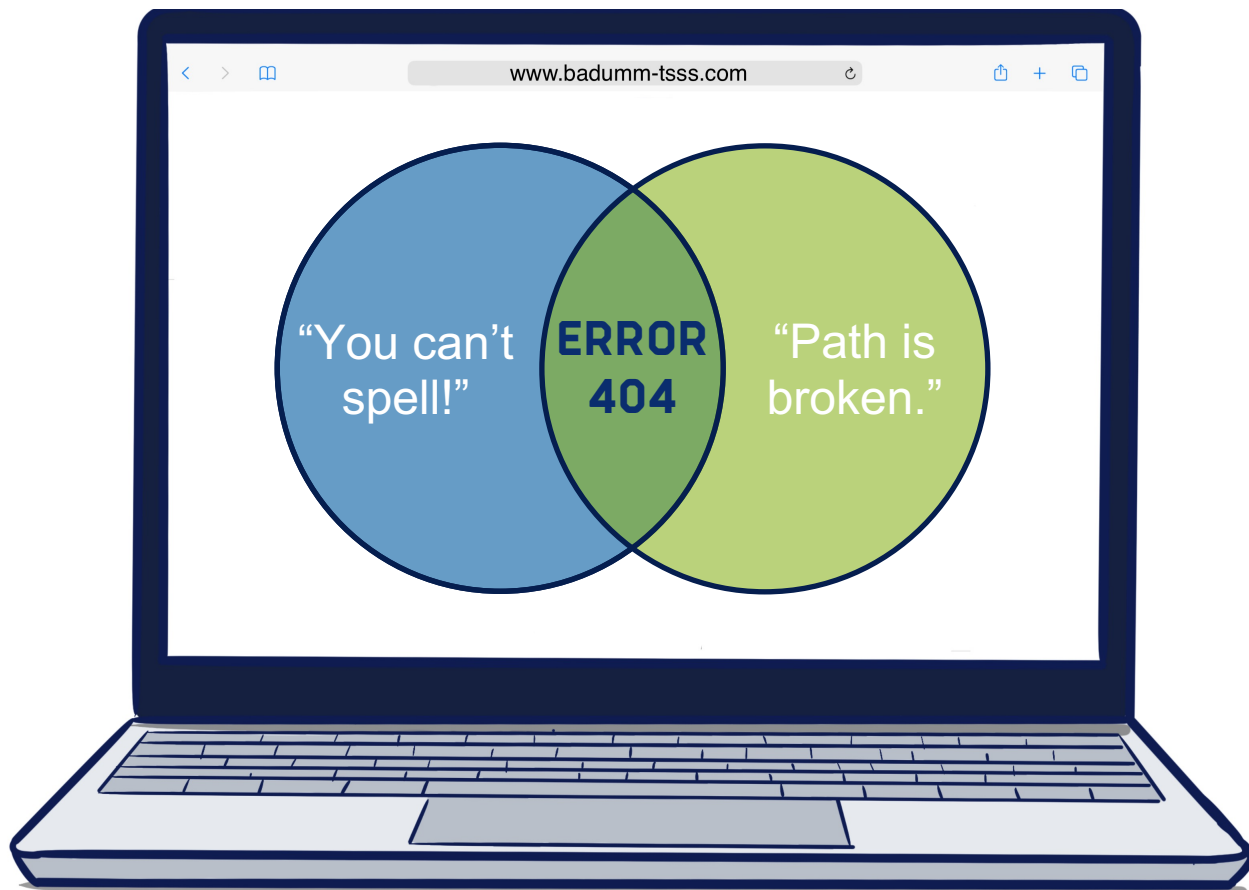 www.badumm-tsss.com
“You can’t
spell!”
ERROR
404
“Path is
broken.”